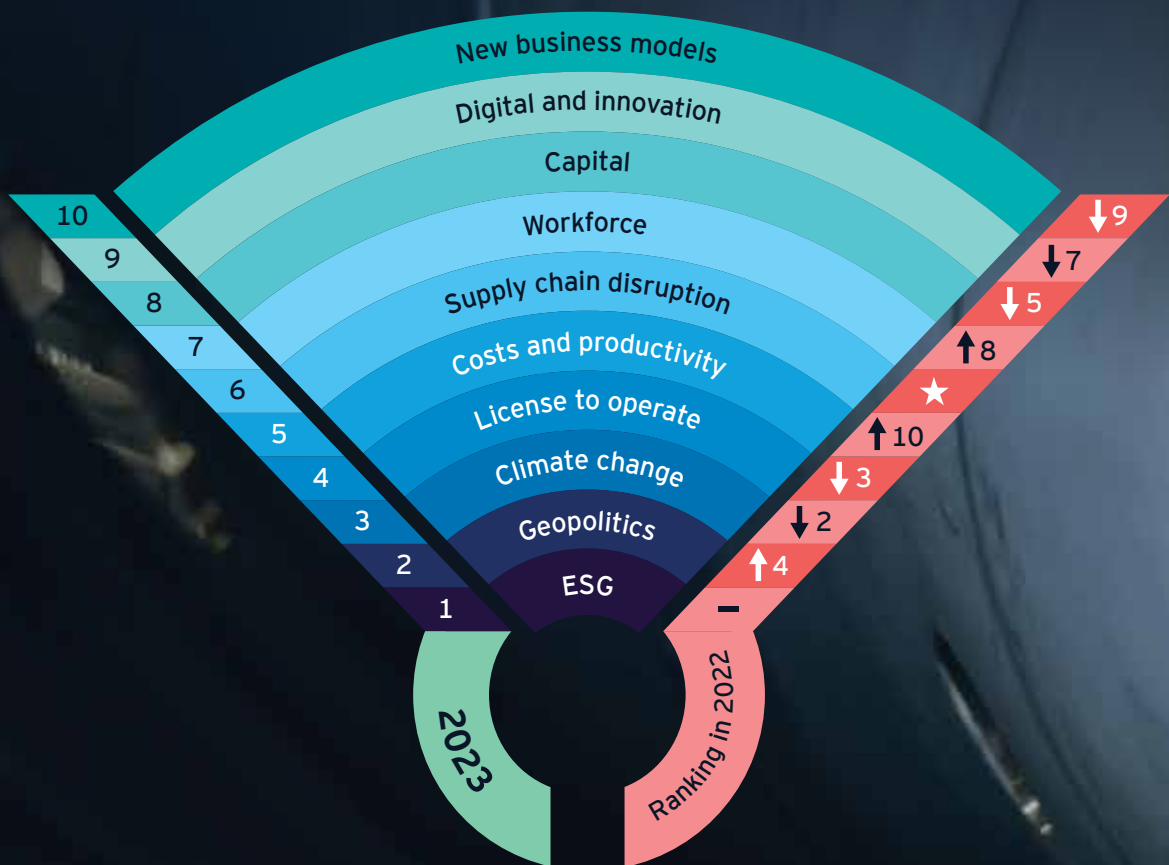 New business models
Digital and innovation
Capital
Workforce
Supply chain disruption
Costs and productivity
License to operate
Climate change
Geopolitics
ESG
10
9
8
7
6
5
4
3
2
1
2023
↓ 9
↓ 7
↓ 5
↑ 8
★
↑ 10
↓ 3
↓ 2
↑ 4
–
Ranking in 2022